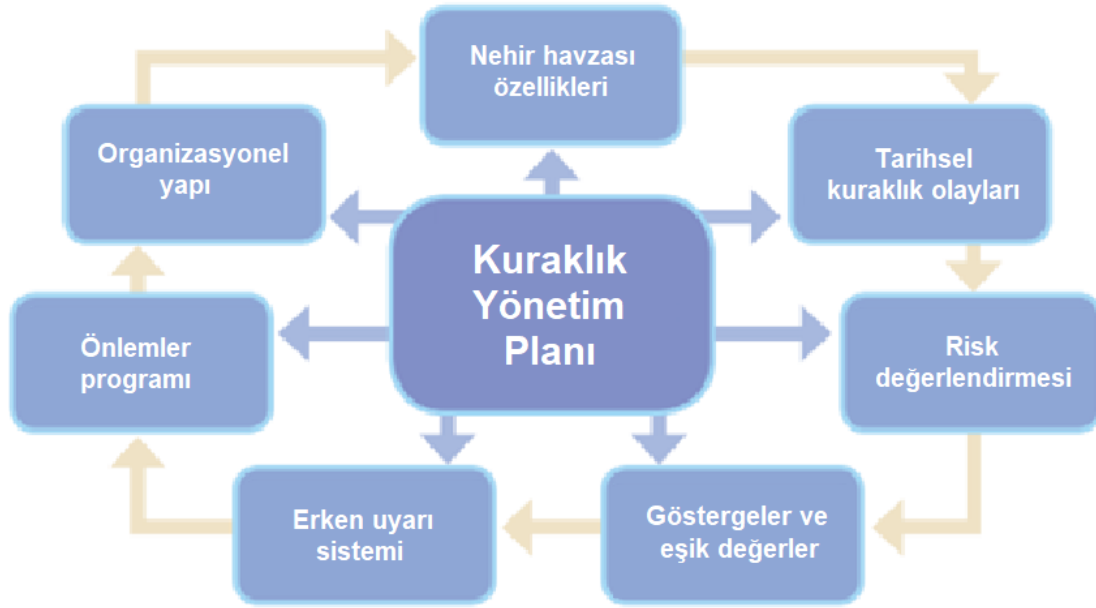 Nehir havzası
özellikleri
Organizasyonel
yapı
Tarihsel
kuraklık olayları
Kuraklık
Yönetim
Planı
Önlemler
programı
Risk
değerlendirmesi
Erken uyarı
sistemi
Göstergeler ve
eşik değerler